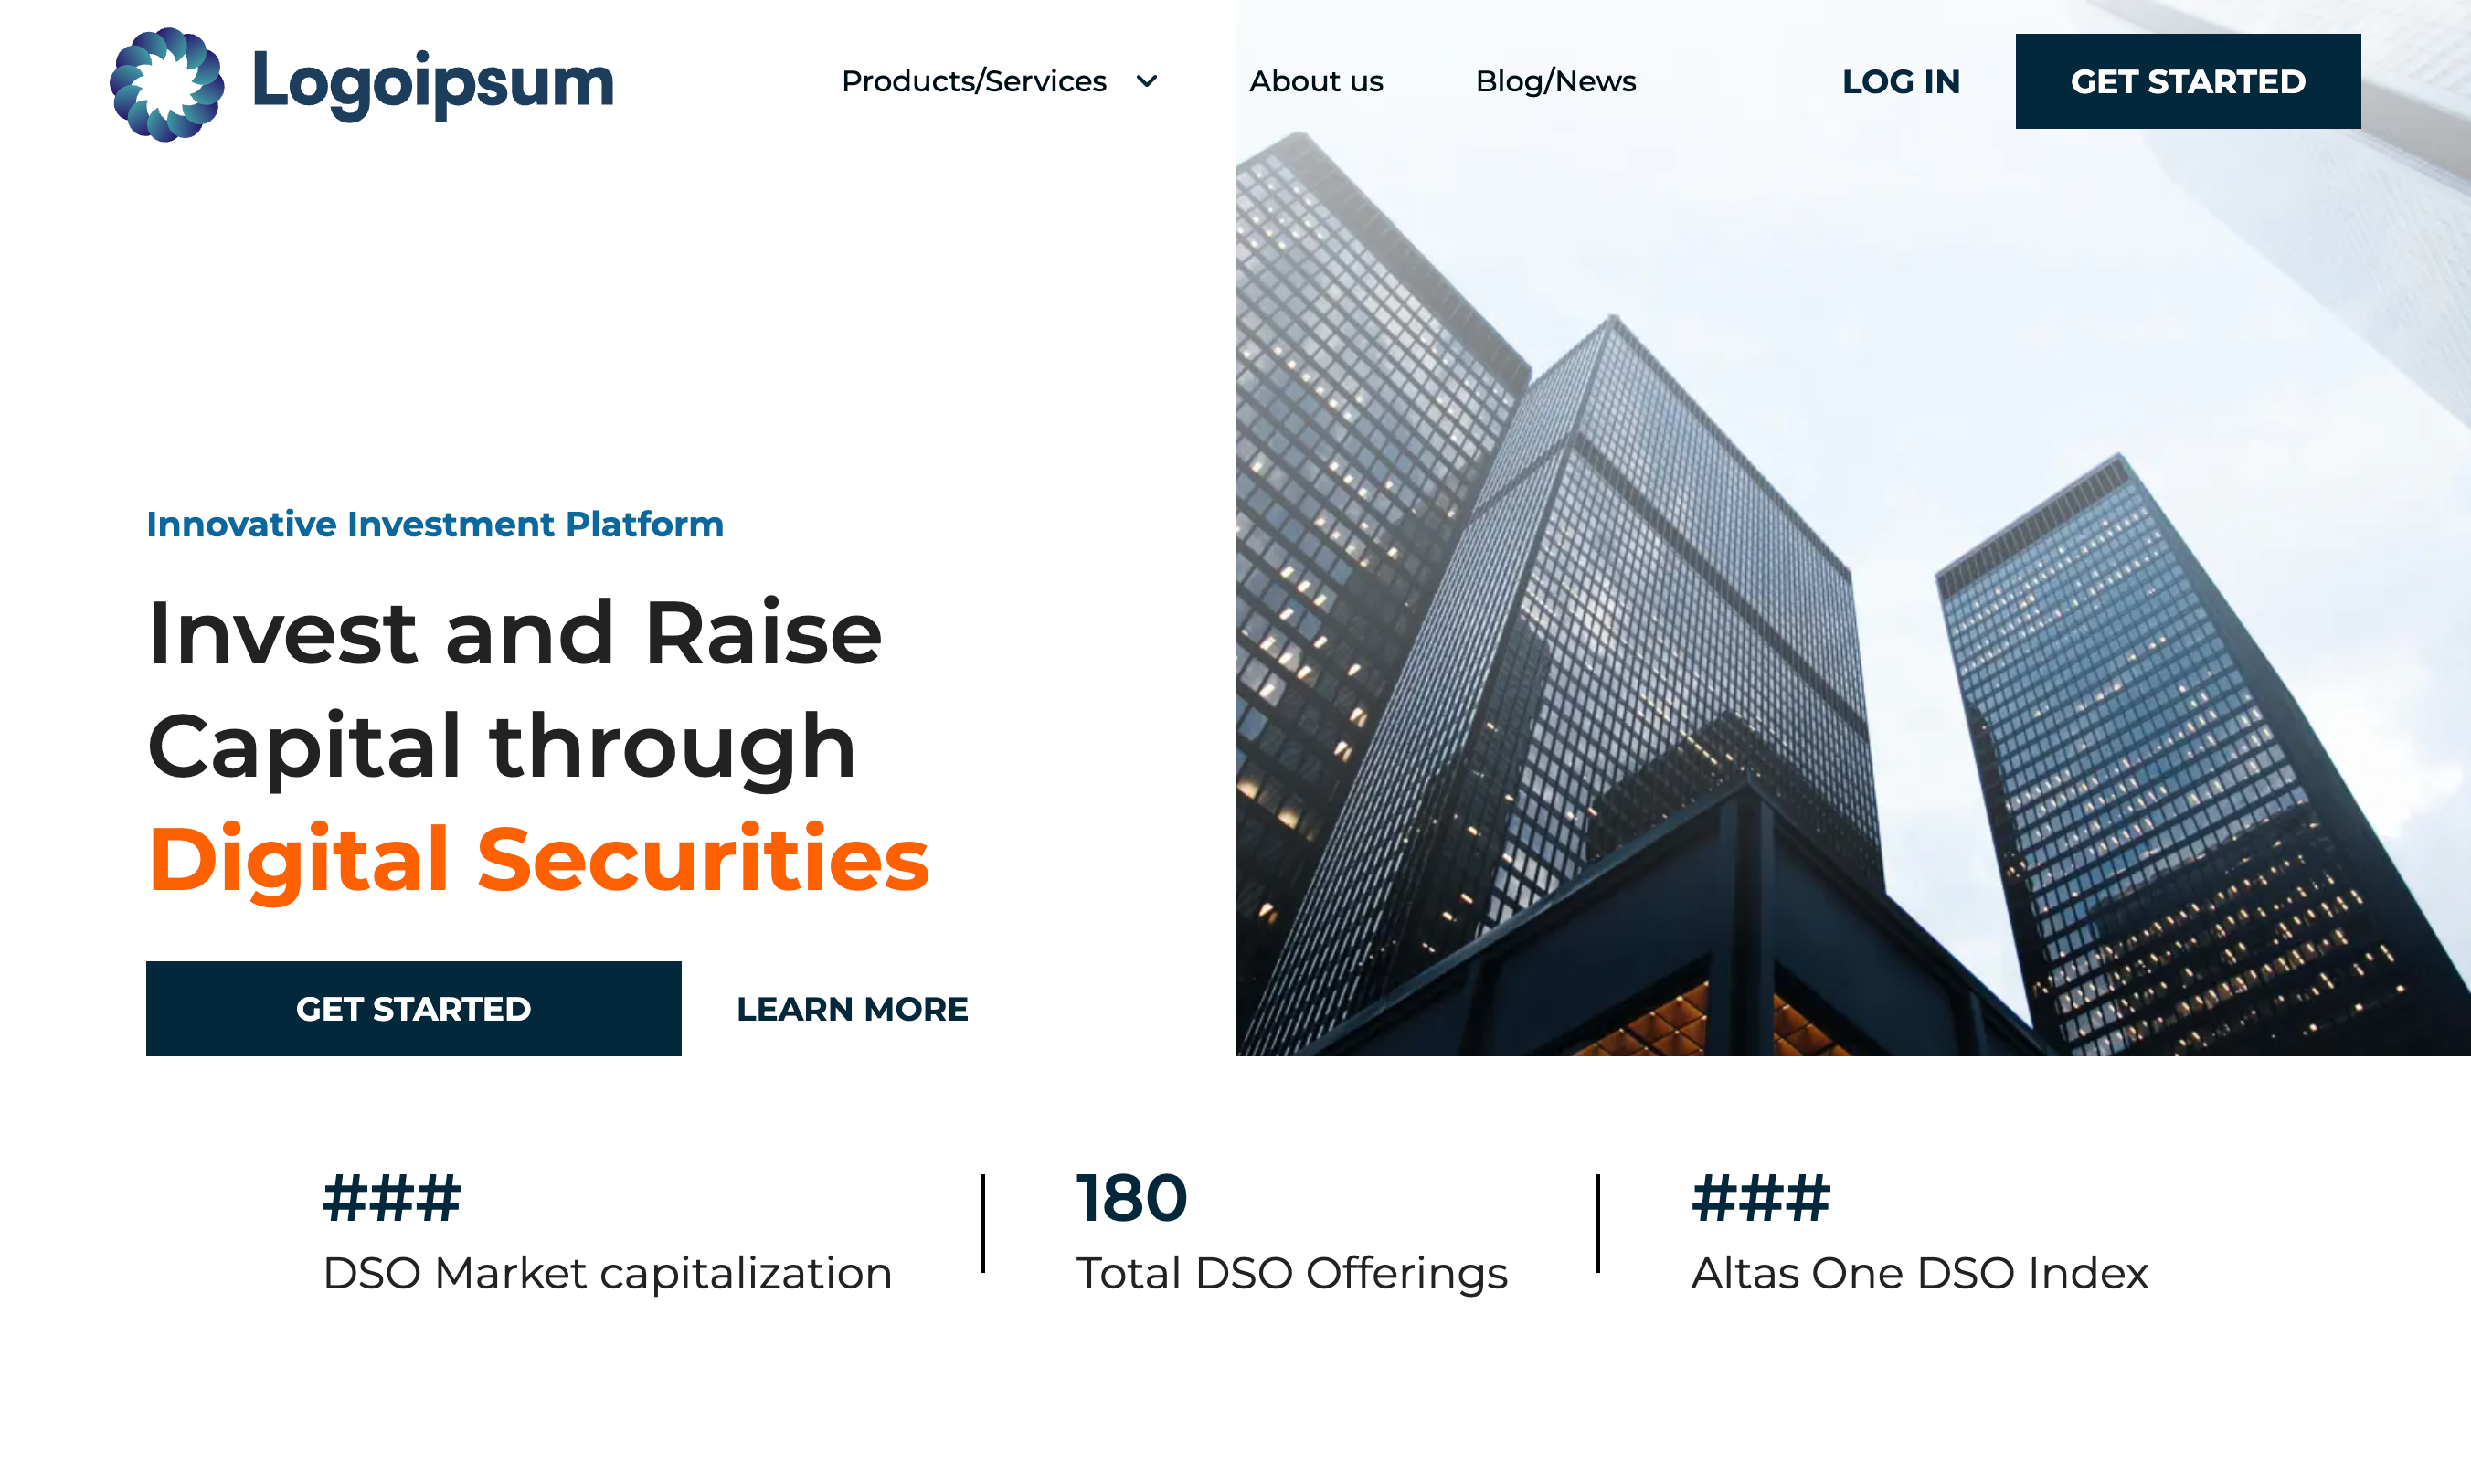 Logoipsum
Products/Services
About us
Blog/News
LOG IN
GET STARTED
Innovative Investment Platform
Invest and Raise
Capital through
Digital Securities
GET STARTED
LEARN MORE
###
DSO Market capitalization
180
Total DSO Offerings
###
Altas One DSO Index